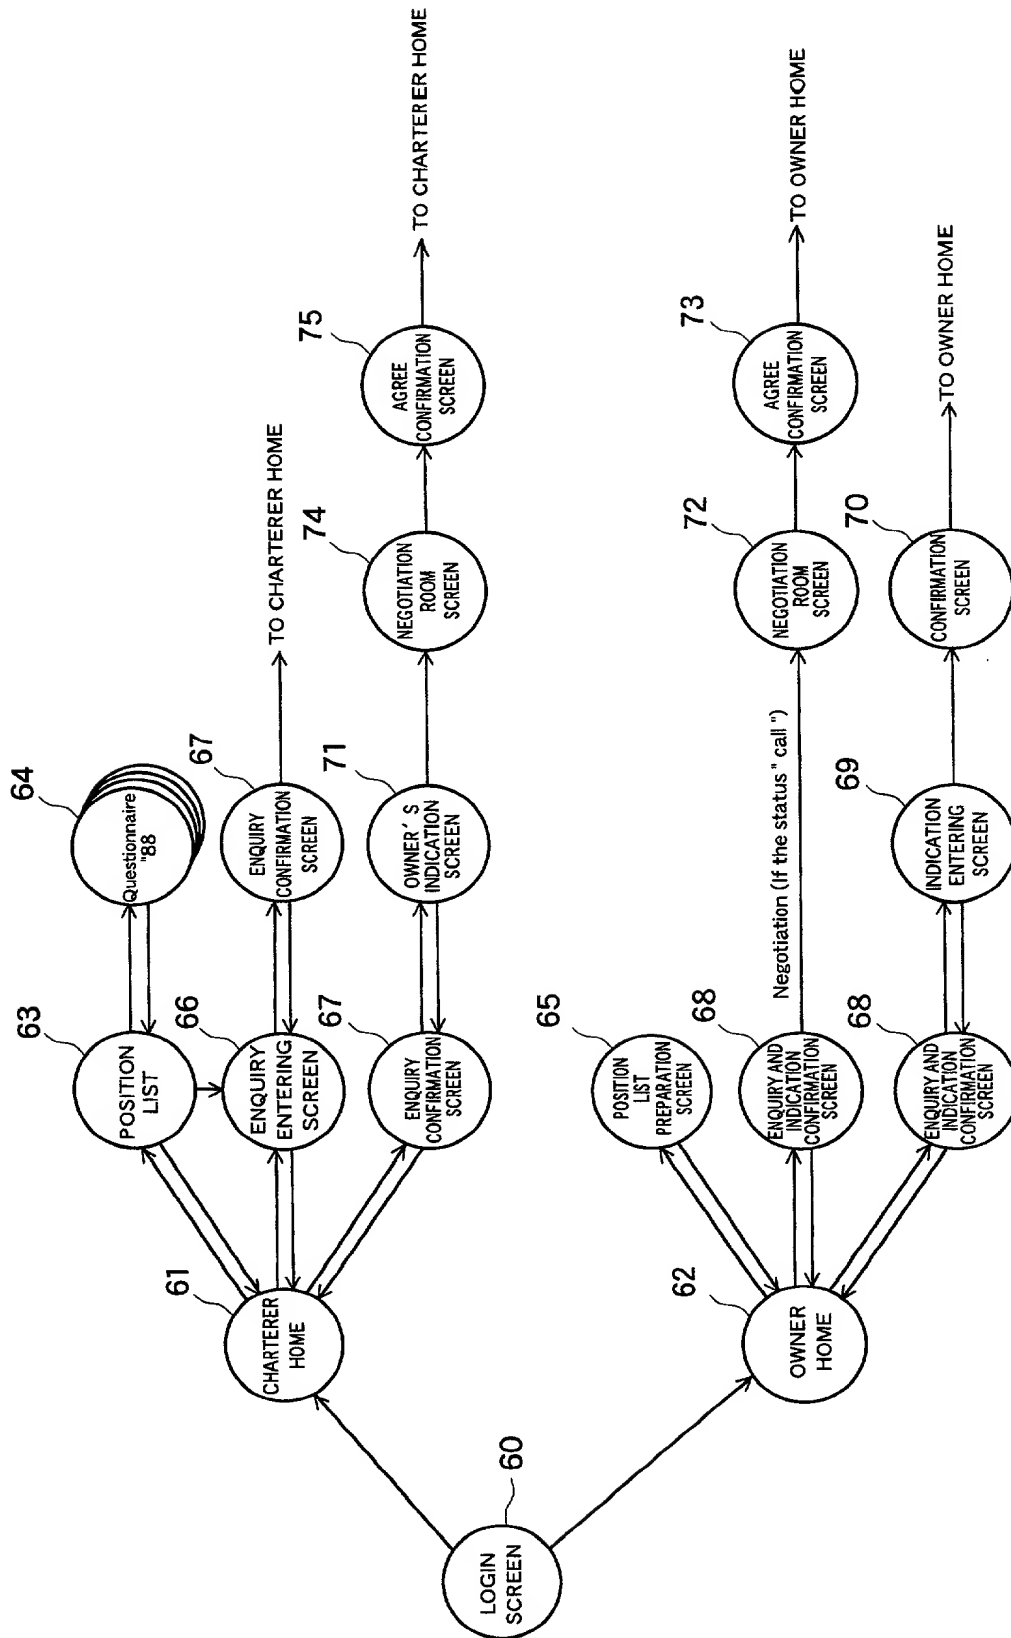 60
LOGIN
SCREEN
61
CHARTERER
HOME
62
OWNER
HOME
63
POSITION
LIST
64
Questionnaire
"88
66
ENQUIRY
ENTERING
SCREEN
67
ENQUIRY
CONFIRMATION
SCREEN
TO CHARTERER HOME
67
ENQUIRY
CONFIRMATION
SCREEN
71
OWNER'S
INDICATION
SCREEN
74
NEGOTIATION
ROOM
SCREEN
75
AGREE
CONFIRMATION
SCREEN
TO CHARTERER HOME
65
POSITION
LIST
PREPARATION
SCREEN
68
ENQUIRY AND
INDICATION
CONFIRMATION
SCREEN
Negotiation (If the status " call ")
72
NEGOTIATION
ROOM
SCREEN
73
AGREE
CONFIRMATION
SCREEN
TO OWNER HOME
68
ENQUIRY AND
INDICATION
CONFIRMATION
SCREEN
69
INDICATION
ENTERING
SCREEN
70
CONFIRMATION
SCREEN
TO OWNER HOME